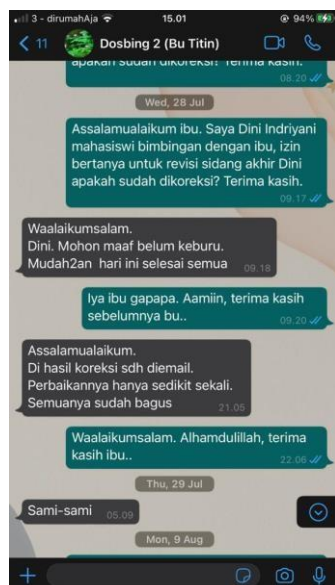 3 - dirumahAja
15.01
94%
11
Dosbing 2 (Bu Titin)
apakah sudah dikoreksi? Terima kasih.
08.20
Wed, 28 Jul
Assalamualaikum ibu. Saya Dini Indriyani
mahasiswi bimbingan dengan ibu, izin
bertanya untuk revisi sidang akhir Dini
apakah sudah dikoreksi? Terima kasih.
09.17
Waalaikumsalam.
Dini. Mohon maaf belum keburu.
Mudah2an hari ini selesai semua
09.18
Iya ibu gapapa. Aamiin, terima kasih
sebelumnya bu..
09.20
Assalamualaikum.
Di hasil koreksi sdh diemail.
Perbaikannya hanya sedikit sekali.
Semuanya sudah bagus
21.05
Waalaikumsalam. Alhamdulillah, terima
kasih ibu..
22.06
Thu, 29 Jul
Sami-sami
05.09
Mon, 9 Aug